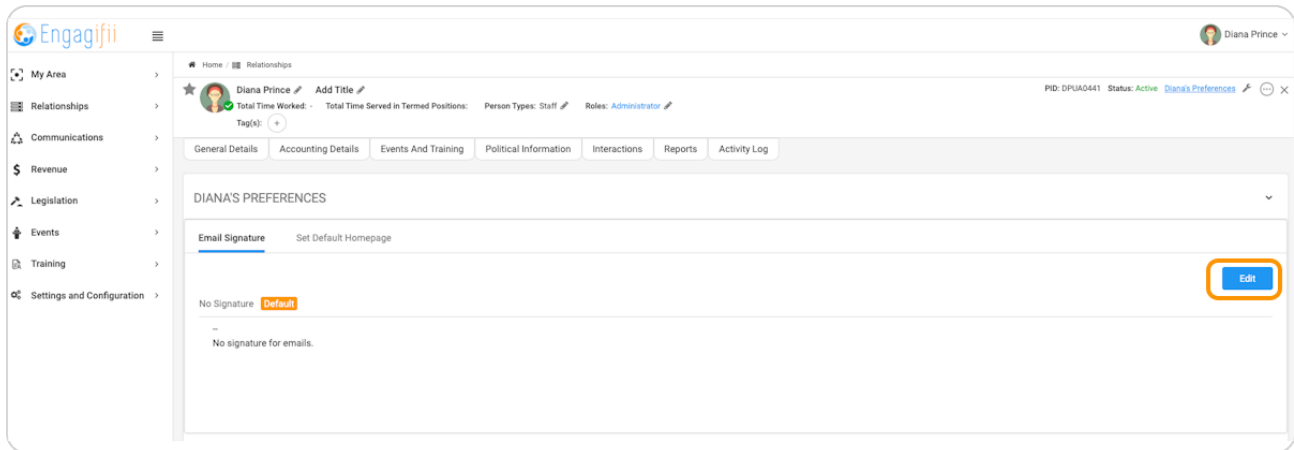 Engagifii
Diana Prince
My Area
Relationships
Communications
Revenue
Legislation
Events
Training
Settings and Configuration
Home / Relationships
Diana Prince Add Title
PID: DPUA0441 Status: Active Diana's Preferences
Total Time Worked: - Total Time Served in Termed Positions: Person Types: Staff Roles: Administrator
Tag(s): +
General Details Accounting Details Events And Training Political Information Interactions Reports Activity Log
DIANA'S PREFERENCES
Email Signature Set Default Homepage
Edit
No Signature Default
--
No signature for emails.